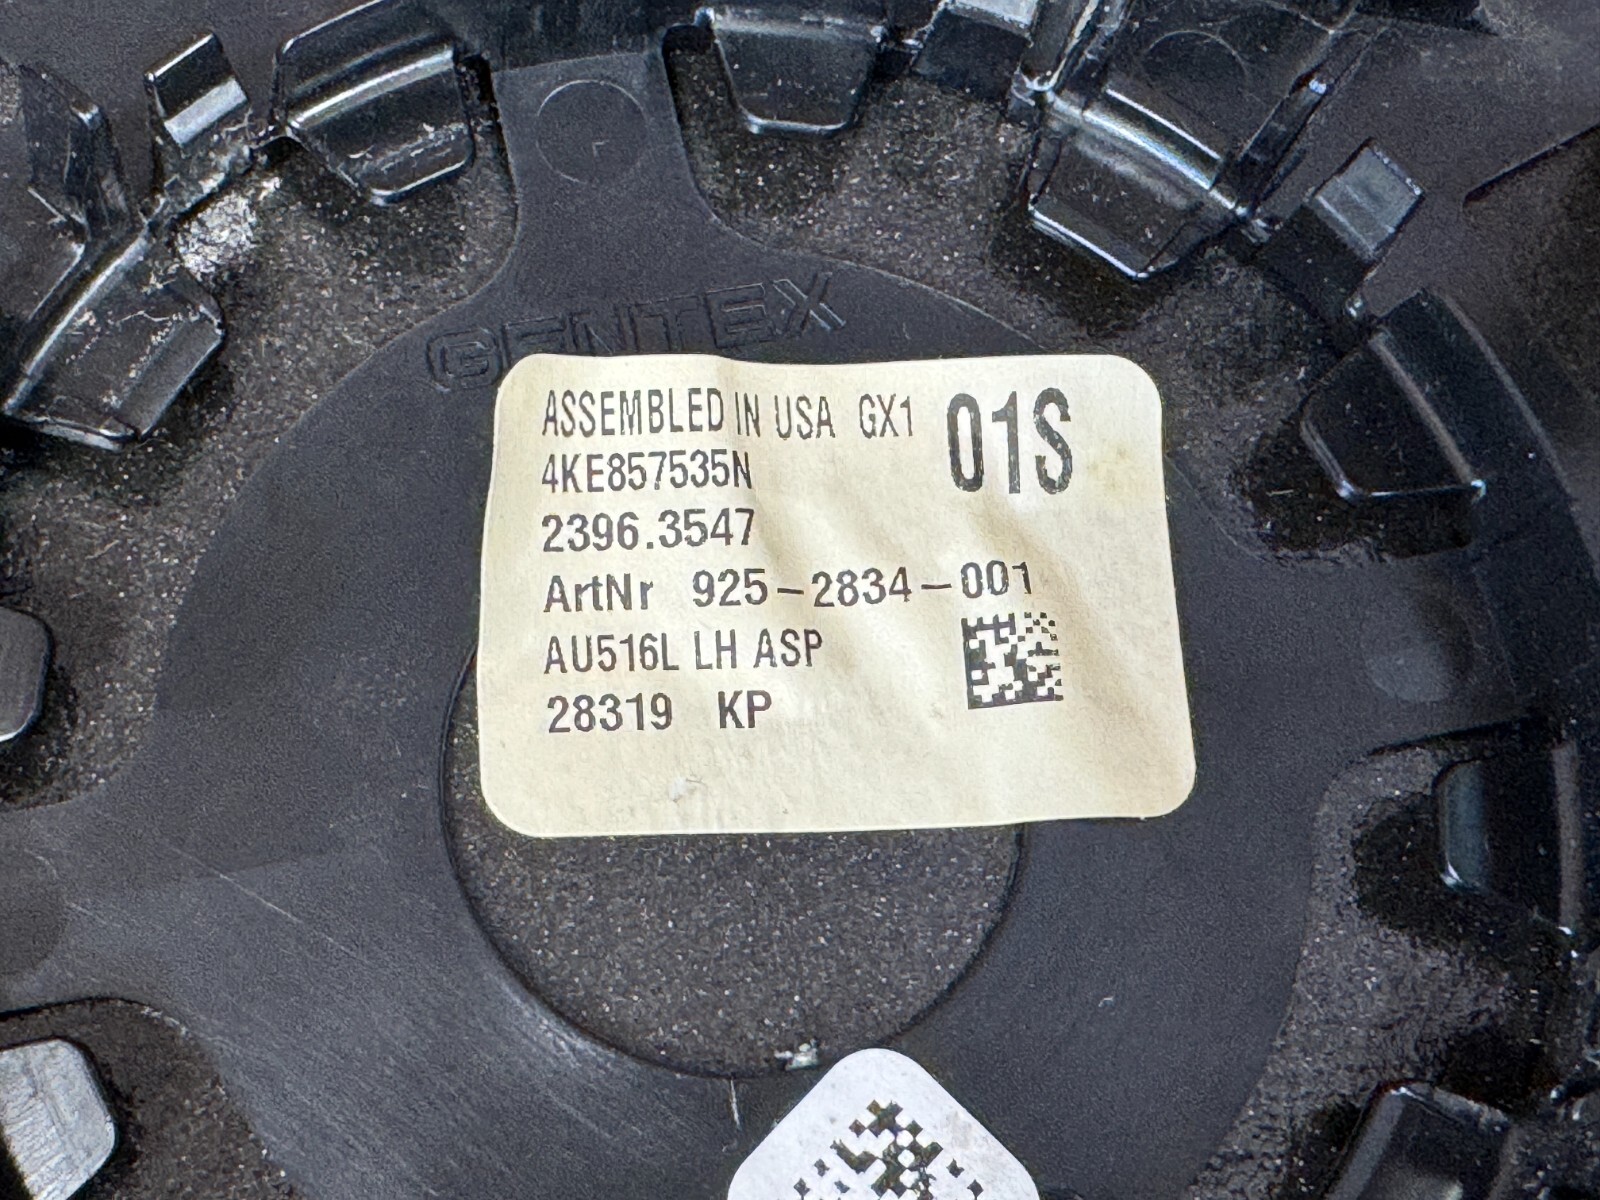 GENTEX
ASSEMBLED IN USA GX1 01S
4KE857535N
2396.3547
ArtNr 925-2834-001
AU516L LH ASP
28319 KP